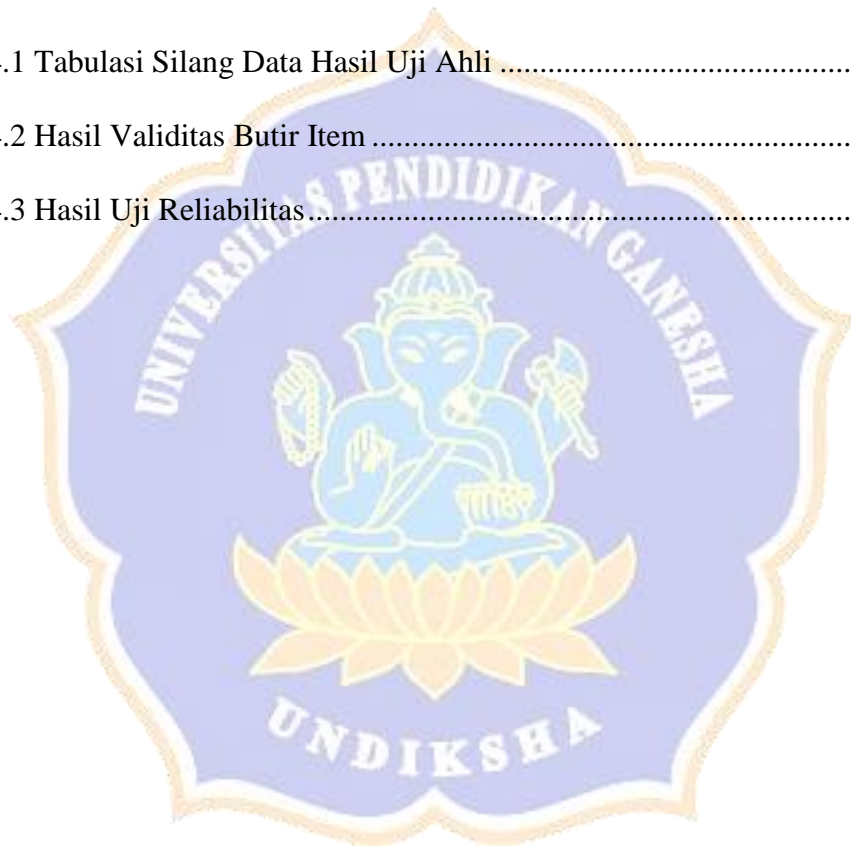 .1 Tabulasi Silang Data Hasil Uji Ahli ............................................
.2 Hasil Validitas Butir Item ............................................................
.3 Hasil Uji Reliabilitas....................................................................
UNIVERSITAS PENDIDIKAN GANESHA
UNDIKSHA